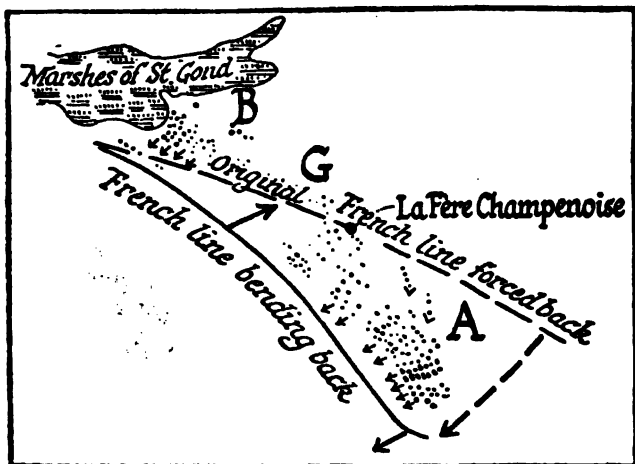 Marshes of St. Gond
B
G
Original French line forced back
La Fère Champenoise
French line bending back
A